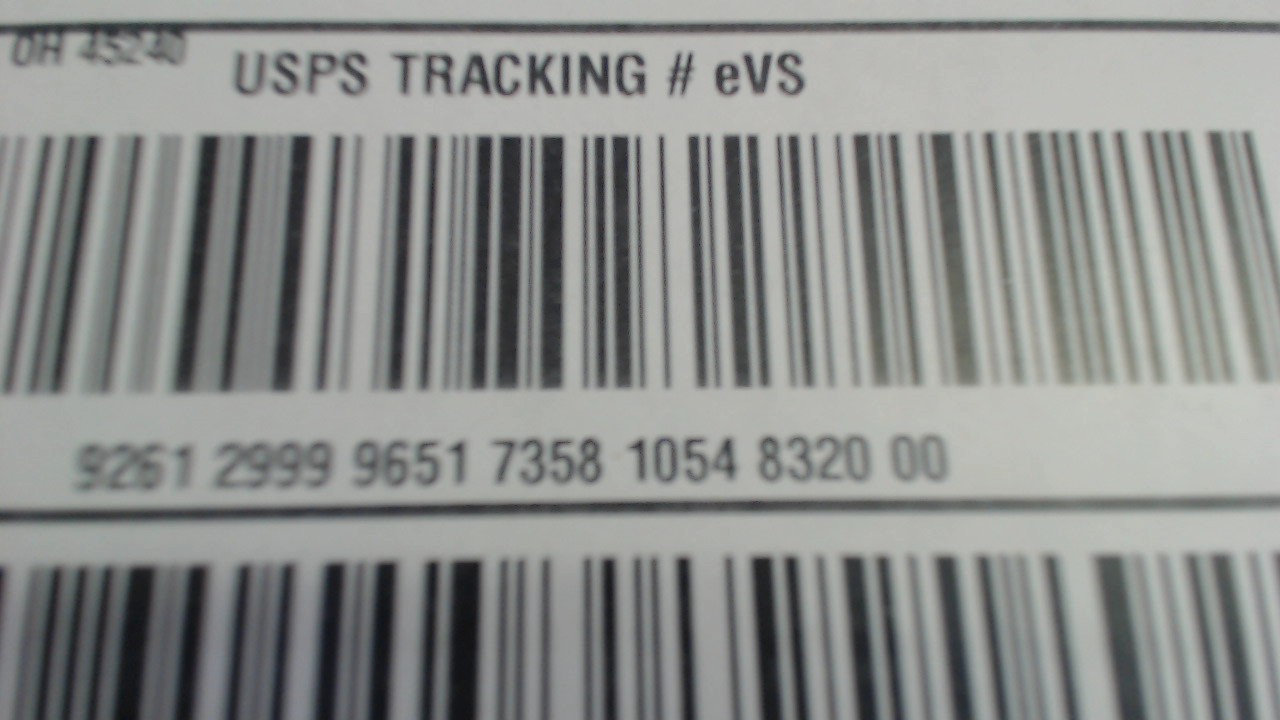 OH 45240
USPS TRACKING # eVS
9261 2999 9651 7358 1054 8320 00